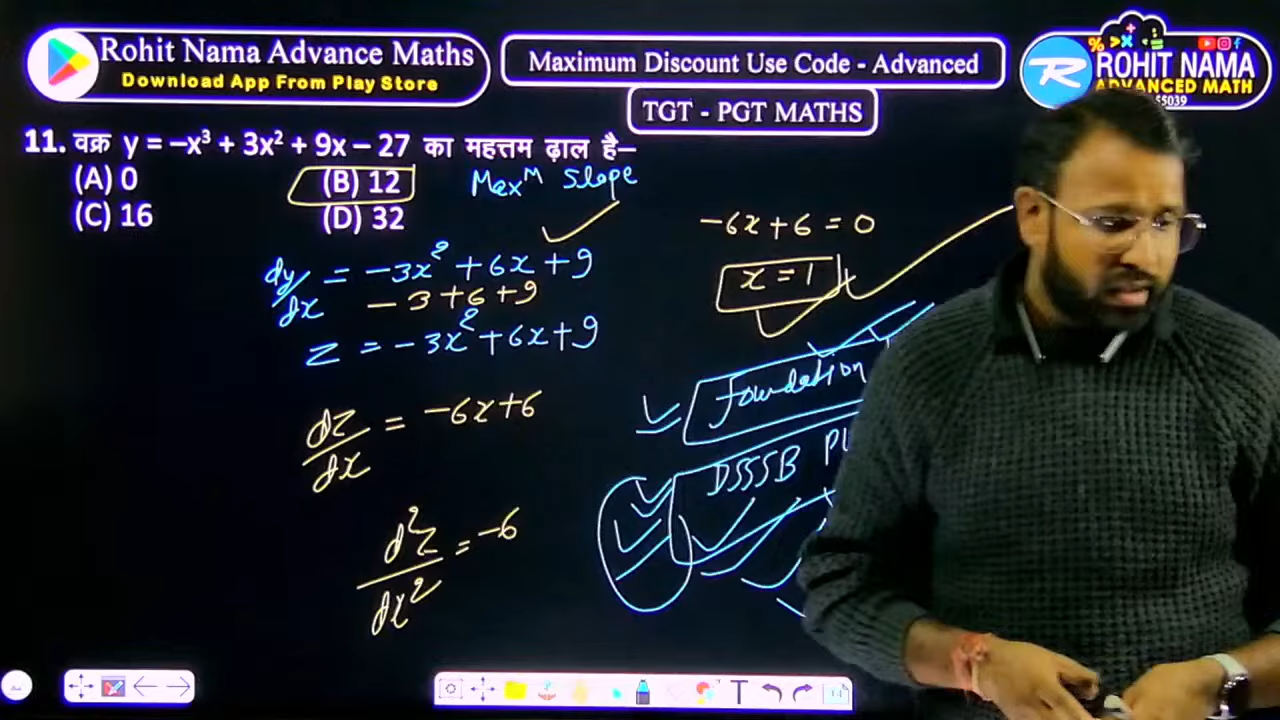 Rohit Nama Advance Maths
Download App From Play Store
Maximum Discount Use Code - Advanced
TGT - PGT MATHS
ROHIT NAMA
ADVANCED MATH
55039
11. वक्र y = –x³ + 3x² + 9x – 27 का महत्तम ढ़ाल है–
(A) 0
(B) 12
(C) 16
(D) 32
Maxᵐ Slope
dy/dx = -3x² + 6x + 9
-3 + 6 + 9
z = -3x² + 6x + 9
dz/dx = -6x + 6
d²z/dx² = -6
-6x + 6 = 0
x = 1
Foundation
DSSSB